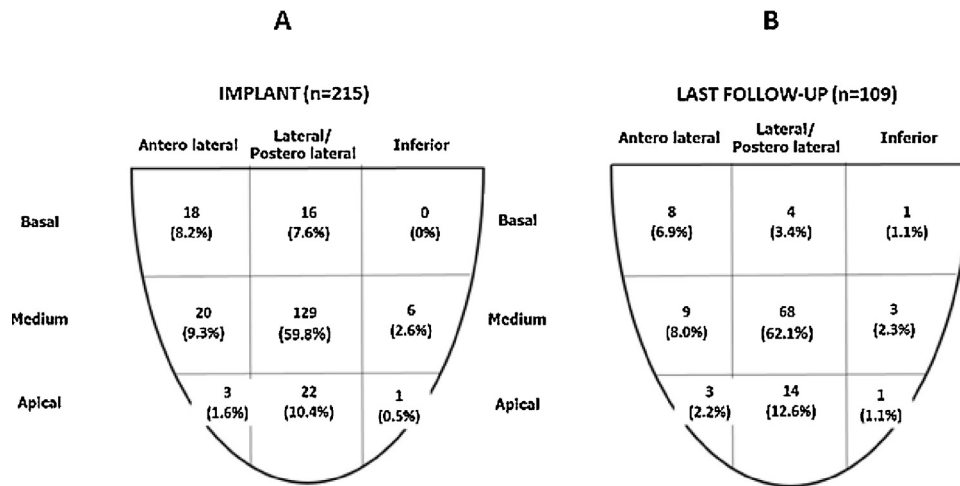 A
B
IMPLANT (n=215)
LAST FOLLOW-UP (n=109)
Antero lateral
Lateral/
Postero lateral
Inferior
Antero lateral
Lateral/
Postero lateral
Inferior
Basal
18
(8.2%)
16
(7.6%)
0
(0%)
Basal
8
(6.9%)
4
(3.4%)
1
(1.1%)
Medium
20
(9.3%)
129
(59.8%)
6
(2.6%)
Medium
9
(8.0%)
68
(62.1%)
3
(2.3%)
Apical
3
(1.6%)
22
(10.4%)
1
(0.5%)
Apical
3
(2.2%)
14
(12.6%)
1
(1.1%)